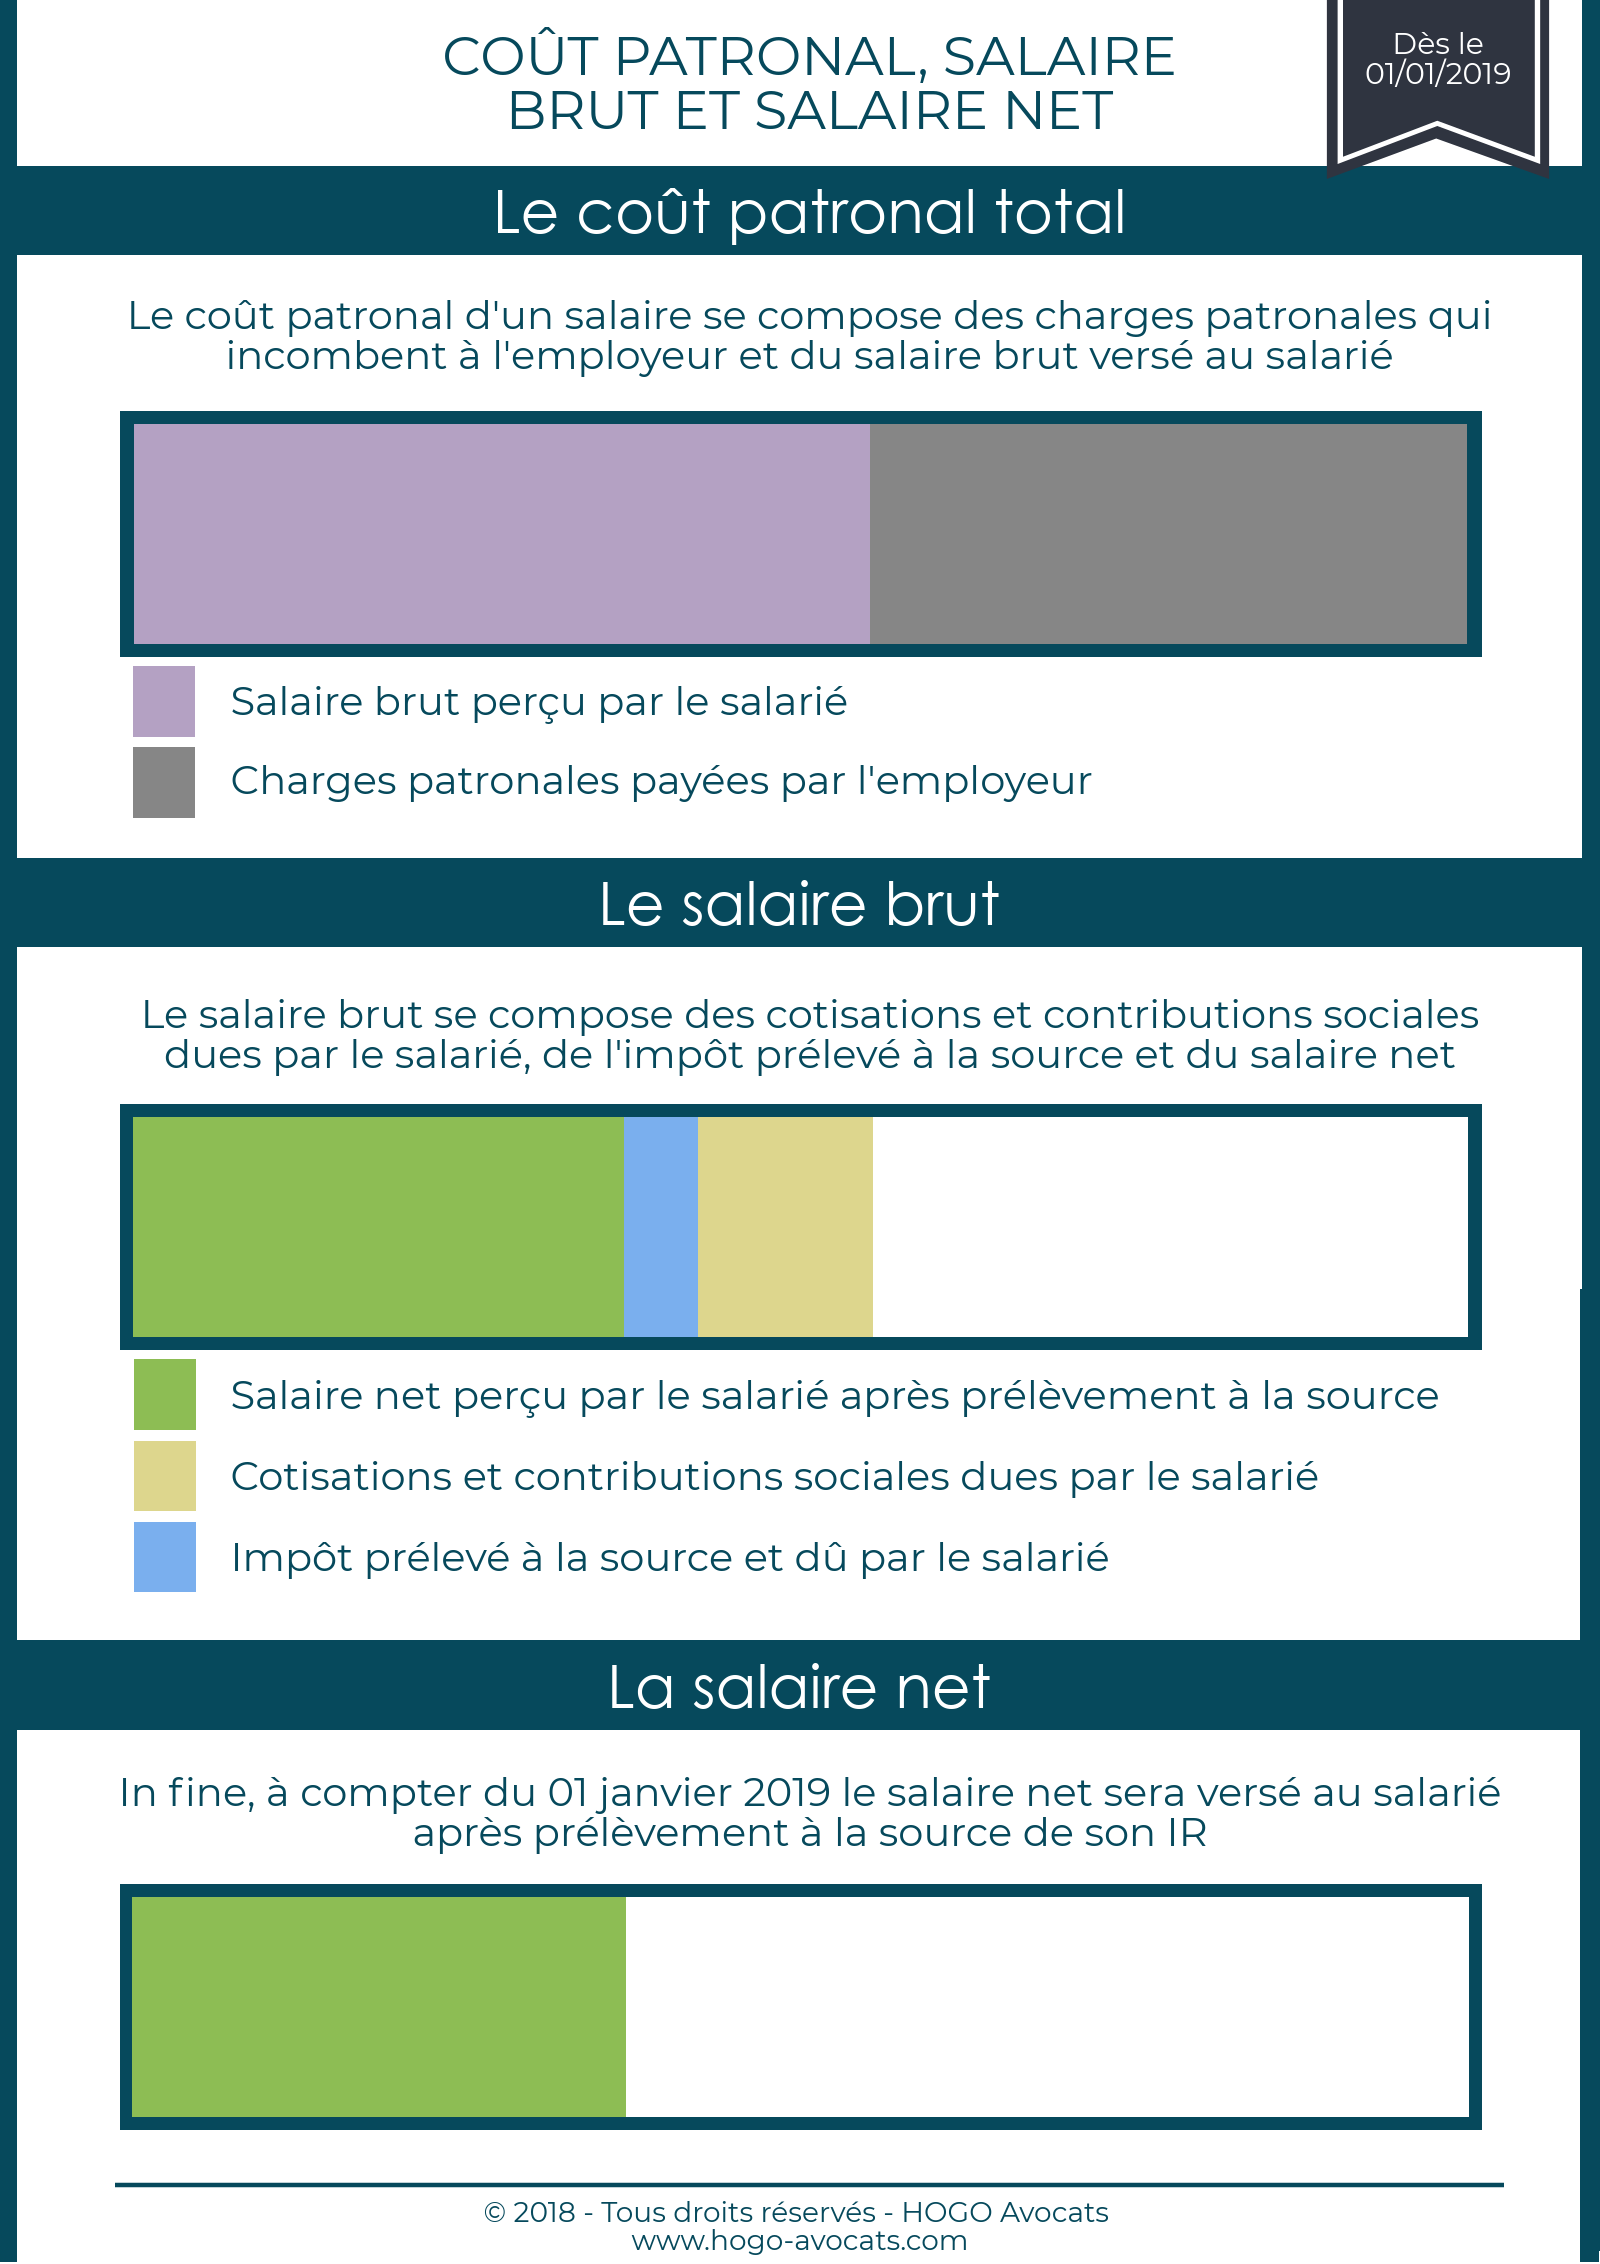 COÛT PATRONAL, SALAIRE
BRUT ET SALAIRE NET
Dès le
01/01/2019
Le coût patronal total
Le coût patronal d'un salaire se compose des charges patronales qui
incombent à l'employeur et du salaire brut versé au salarié
Salaire brut perçu par le salarié
Charges patronales payées par l'employeur
Le salaire brut
Le salaire brut se compose des cotisations et contributions sociales
dues par le salarié, de l'impôt prélevé à la source et du salaire net
Salaire net perçu par le salarié après prélèvement à la source
Cotisations et contributions sociales dues par le salarié
Impôt prélevé à la source et dû par le salarié
La salaire net
In fine, à compter du 01 janvier 2019 le salaire net sera versé au salarié
après prélèvement à la source de son IR
© 2018 - Tous droits réservés - HOGO Avocats
www.hogo-avocats.com